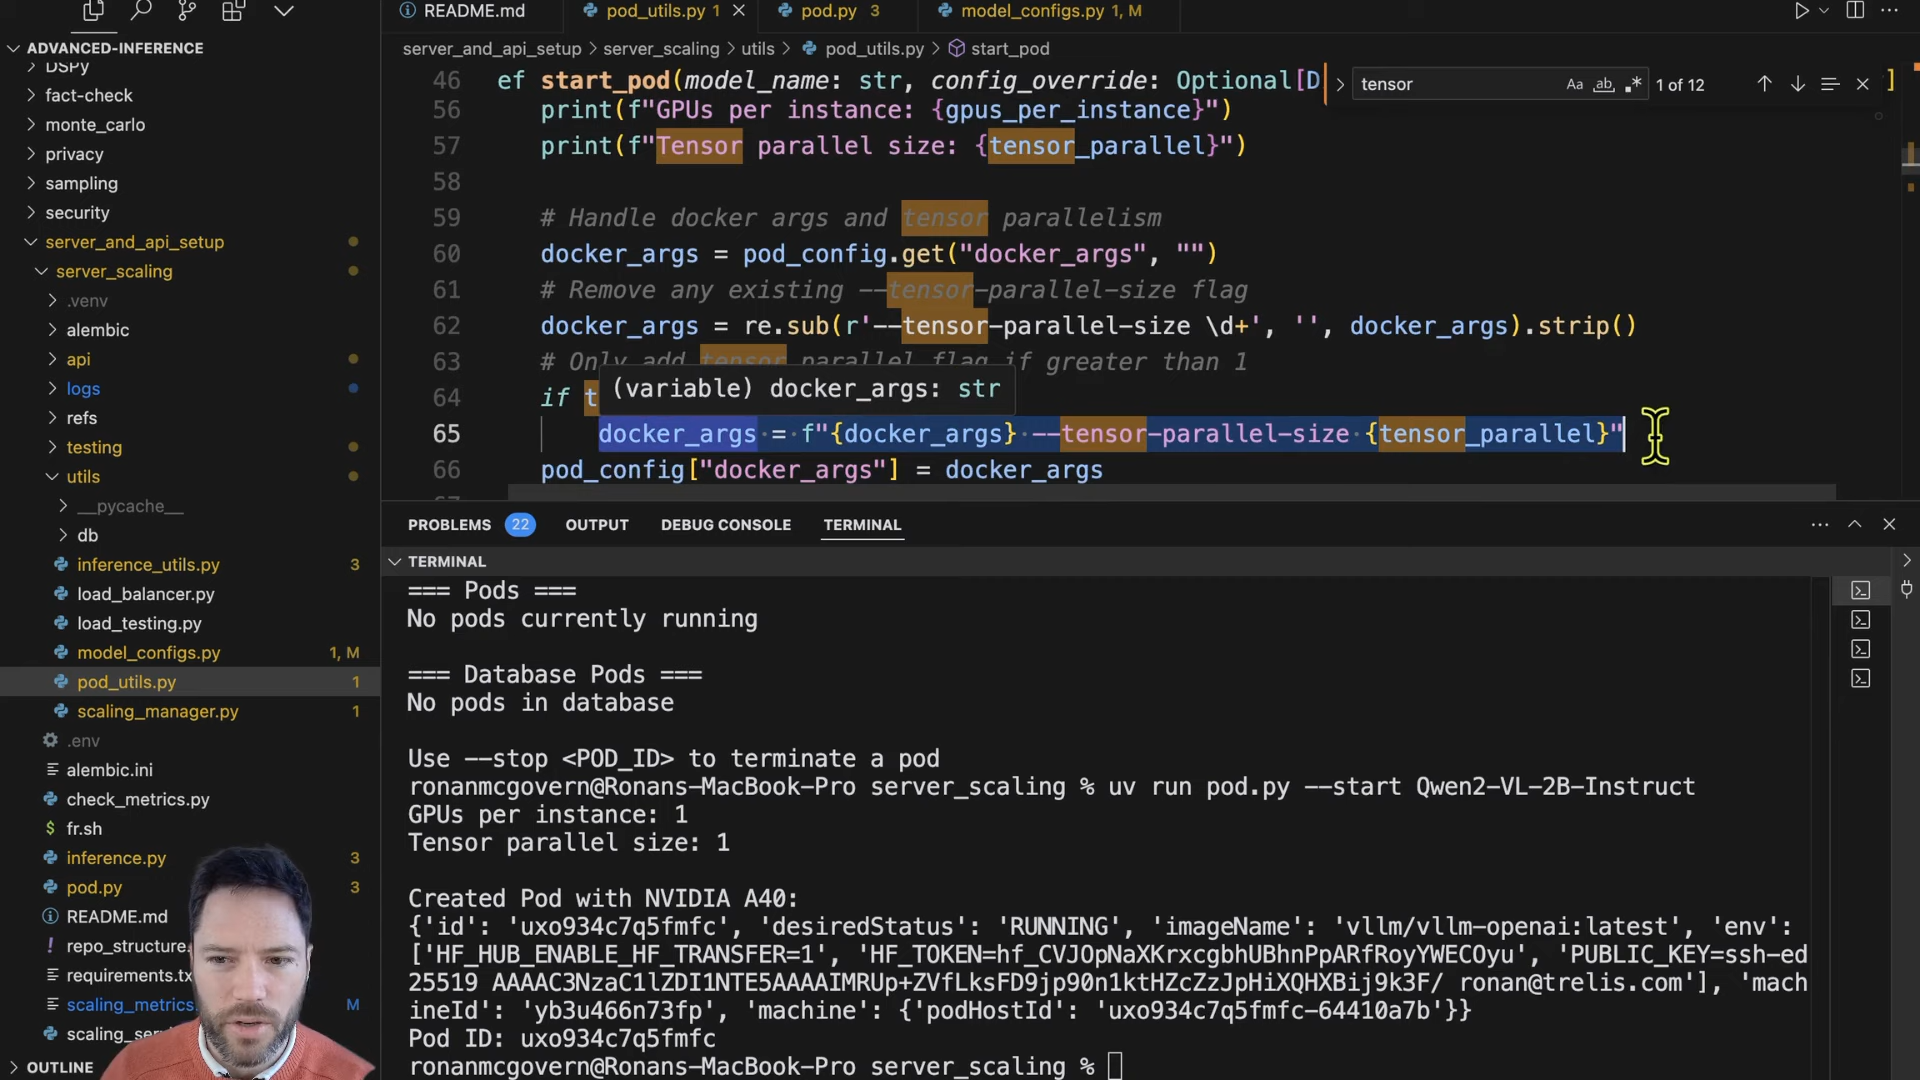 README.md
pod_utils.py 1
pod.py 3
model_configs.py 1, M
ADVANCED-INFERENCE
DSPy
fact-check
monte_carlo
privacy
sampling
security
server_and_api_setup
server_scaling
.venv
alembic
api
logs
refs
testing
utils
__pycache__
db
inference_utils.py 3
load_balancer.py
load_testing.py
model_configs.py 1, M
pod_utils.py 1
scaling_manager.py 1
.env
alembic.ini
check_metrics.py
fr.sh
inference.py 3
pod.py 3
README.md
repo_structure.
requirements.tx
scaling_metrics M
scaling_se
OUTLINE
server_and_api_setup > server_scaling > utils > pod_utils.py > start_pod
tensor
Aa ab .* 1 of 12
46 ef start_pod(model_name: str, config_override: Optional[D ]
56 print(f"GPUs per instance: {gpus_per_instance}")
57 print(f"Tensor parallel size: {tensor_parallel}")
58
59 # Handle docker args and tensor parallelism
60 docker_args = pod_config.get("docker_args", "")
61 # Remove any existing --tensor-parallel-size flag
62 docker_args = re.sub(r'--tensor-parallel-size \d+', '', docker_args).strip()
63 # Only add tensor parallel flag if greater than 1
(variable) docker_args: str
64 if t
65 docker_args = f"{docker_args} --tensor-parallel-size {tensor_parallel}"
66 pod_config["docker_args"] = docker_args
PROBLEMS 22 OUTPUT DEBUG CONSOLE TERMINAL
TERMINAL
=== Pods ===
No pods currently running
=== Database Pods ===
No pods in database
Use --stop <POD_ID> to terminate a pod
ronanmcgovern@Ronans-MacBook-Pro server_scaling % uv run pod.py --start Qwen2-VL-2B-Instruct
GPUs per instance: 1
Tensor parallel size: 1
Created Pod with NVIDIA A40:
{'id': 'uxo934c7q5fmfc', 'desiredStatus': 'RUNNING', 'imageName': 'vllm/vllm-openai:latest', 'env':
['HF_HUB_ENABLE_HF_TRANSFER=1', 'HF_TOKEN=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', 'PUBLIC_KEY=ssh-ed
25519 AAAAC3NzaC1lZDI1NTE5AAAAIMRUp+ZVfLksFD9jp90n1ktHZcZzJpHiXQHXBij9k3F/ ronan@trelis.com'], 'mach
ineId': 'yb3u466n73fp', 'machine': {'podHostId': 'uxo934c7q5fmfc-64410a7b'}}
Pod ID: uxo934c7q5fmfc
ronanmcgovern@Ronans-MacBook-Pro server_scaling %